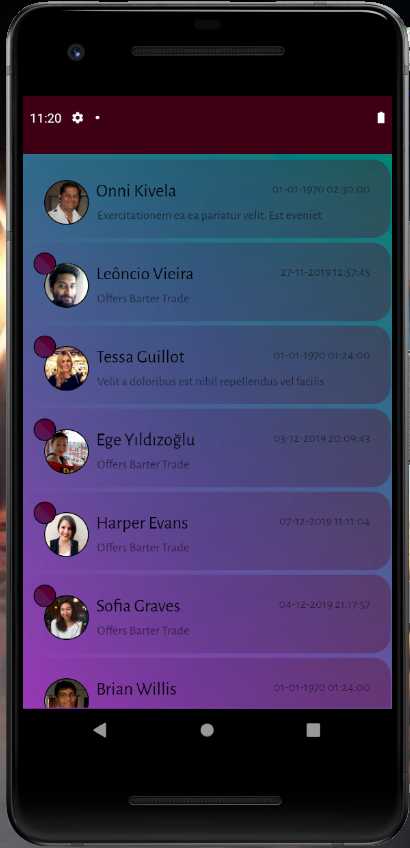 11:20
Onni Kivela 01-01-1970 02:30:00
Exercitationem ea ea pariatur velit. Est eveniet
Leôncio Vieira 27-11-2019 12:57:45
Offers Barter Trade
Tessa Guillot 01-01-1970 01:24:00
Velit a doloribus est nihil repellendus vel facilis
Ege Yıldızoğlu 03-12-2019 20:09:43
Offers Barter Trade
Harper Evans 07-12-2019 11:11:04
Offers Barter Trade
Sofia Graves 04-12-2019 21:17:57
Offers Barter Trade
Brian Willis 01-01-1970 01:24:00